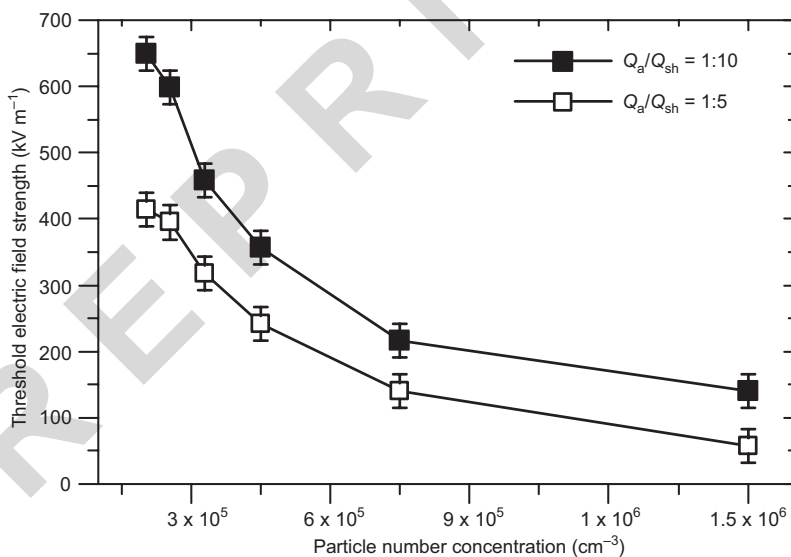 700
600
500
400
300
200
100
0
Threshold electric field strength (kV m⁻¹)
Qₐ/Qₛₕ = 1:10
Qₐ/Qₛₕ = 1:5
3 x 10⁵
6 x 10⁵
9 x 10⁵
1 x 10⁶
1.5 x 10⁶
Particle number concentration (cm⁻³)
REPRI